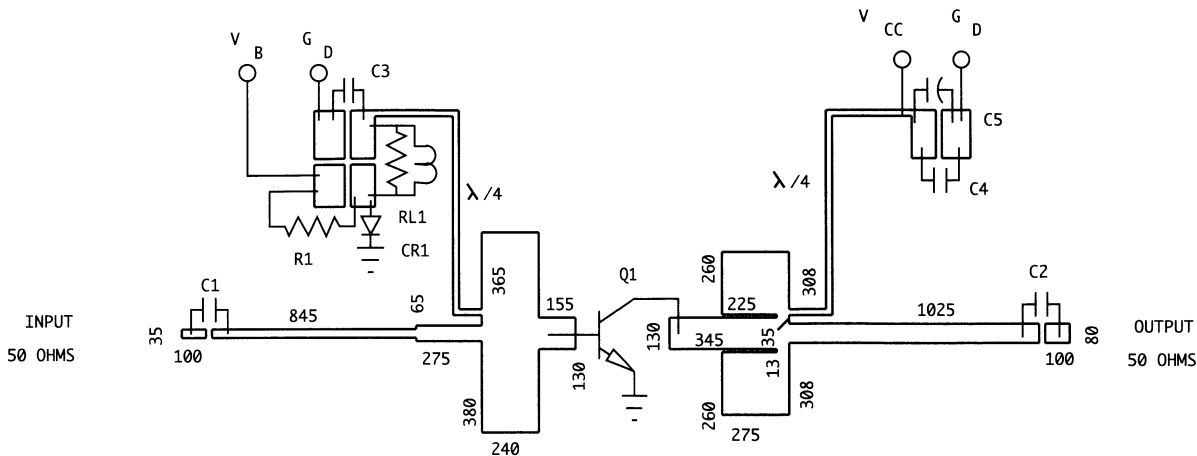 V B
G D
C3
V CC
G D
C5
C4
λ/4
λ/4
RL1
CR1
R1
Q1
C1
C2
INPUT
50 OHMS
35
100
845
65
275
365
380
240
155
130
130
345
225
260
260
275
308
308
35
13
1025
100
80
OUTPUT
50 OHMS